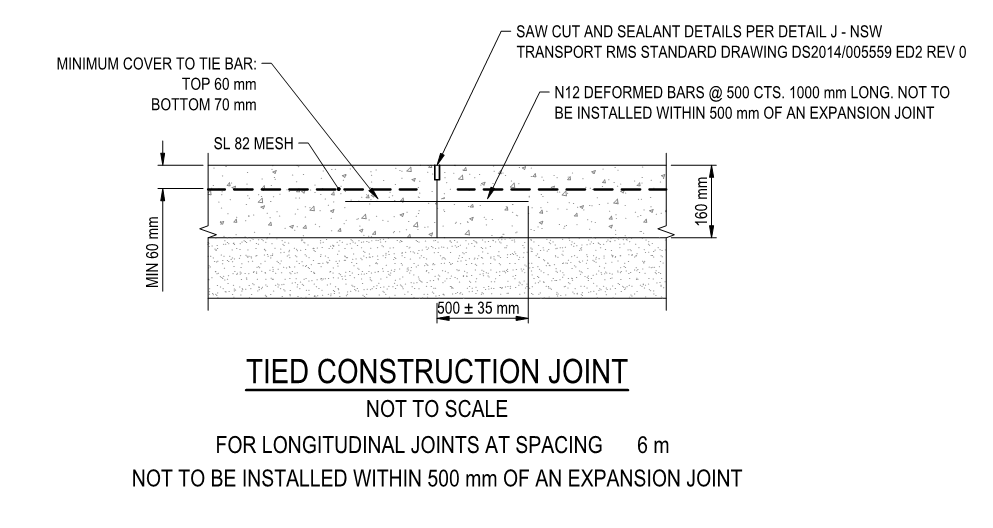 SAW CUT AND SEALANT DETAILS PER DETAIL J - NSW
TRANSPORT RMS STANDARD DRAWING DS2014/005559 ED2 REV 0
MINIMUM COVER TO TIE BAR:
TOP 60 mm
BOTTOM 70 mm
N12 DEFORMED BARS @ 500 CTS. 1000 mm LONG. NOT TO
BE INSTALLED WITHIN 500 mm OF AN EXPANSION JOINT
SL 82 MESH
MIN 60 mm
160 mm
500 ± 35 mm
TIED CONSTRUCTION JOINT
NOT TO SCALE
FOR LONGITUDINAL JOINTS AT SPACING 6 m
NOT TO BE INSTALLED WITHIN 500 mm OF AN EXPANSION JOINT